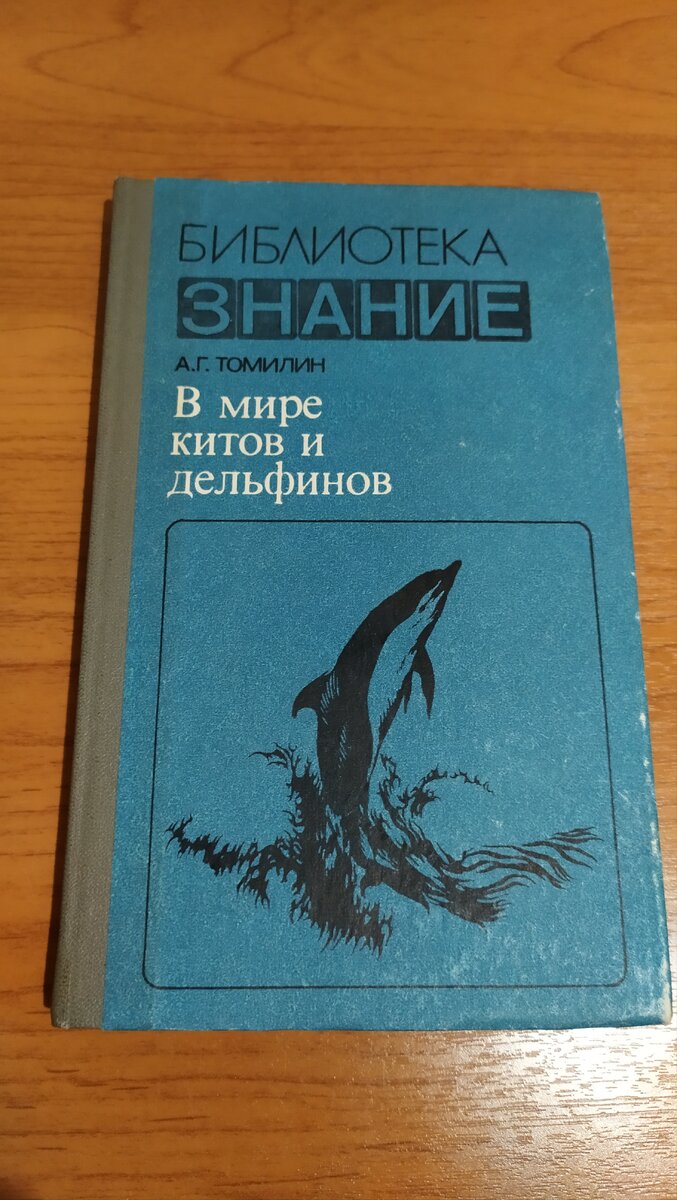 БИБЛИОТЕКА
ЗНАНИЕ
А.Г. ТОМИЛИН
В мире
китов и
дельфинов